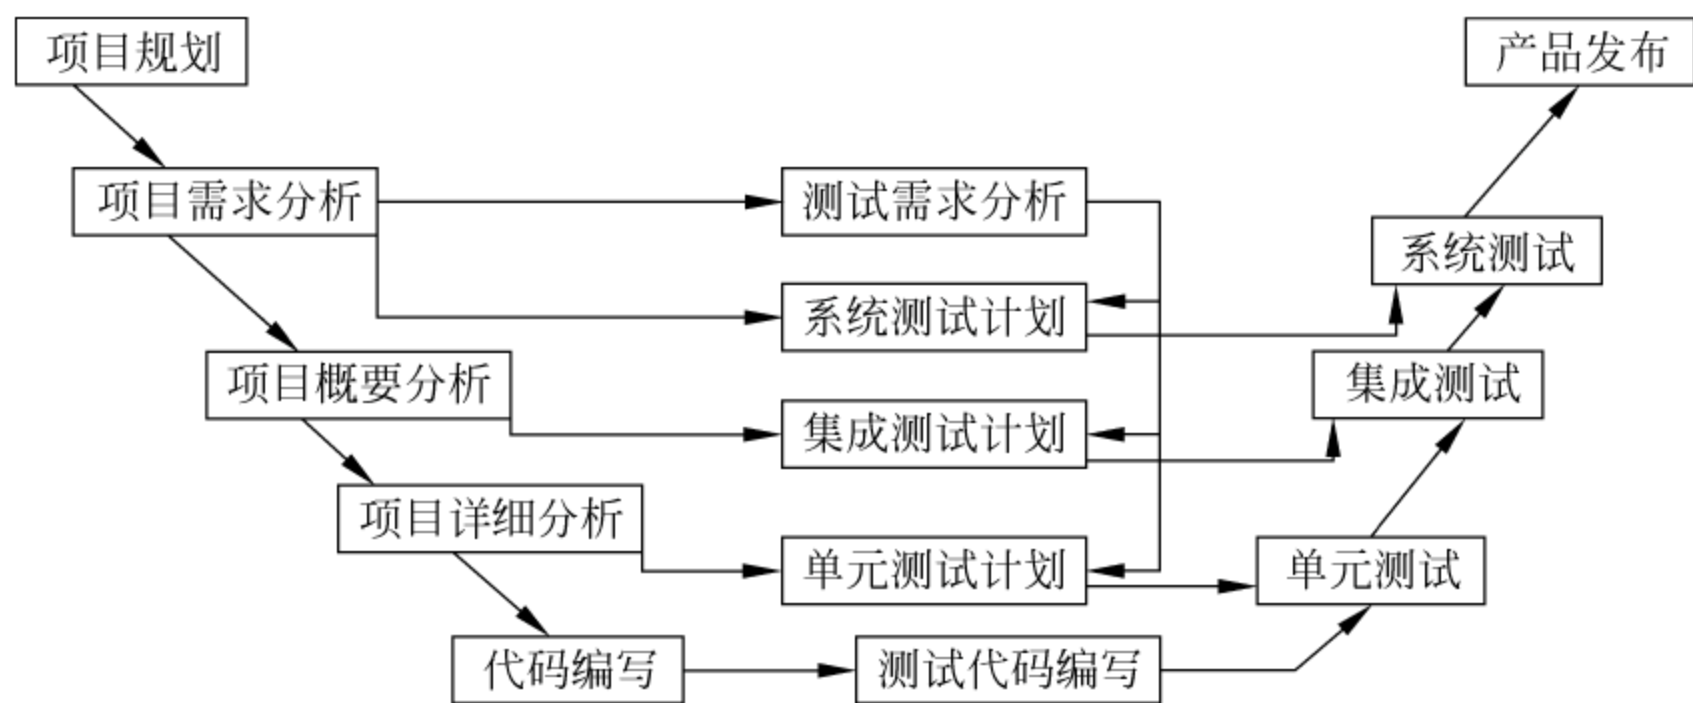 项目规划
产品发布
项目需求分析
测试需求分析
系统测试
系统测试计划
项目概要分析
集成测试
集成测试计划
项目详细分析
单元测试计划
单元测试
代码编写
测试代码编写